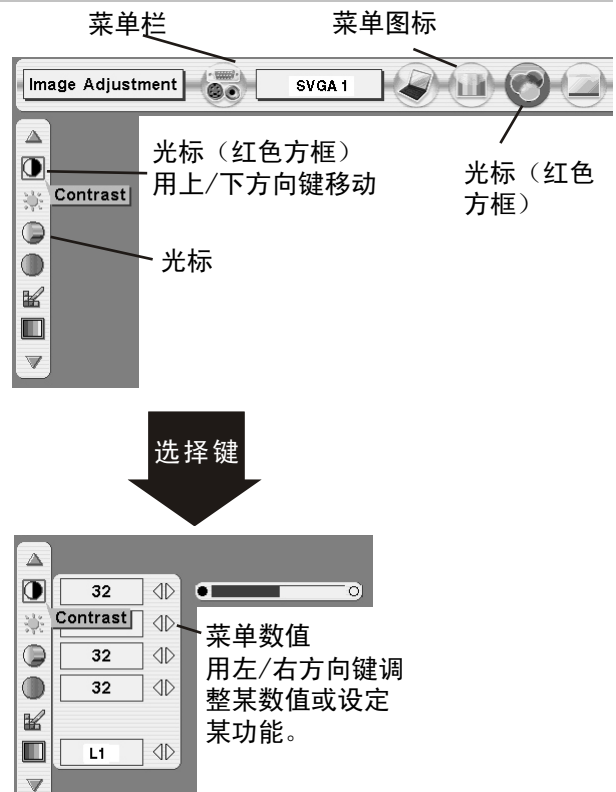 菜单栏
菜单图标
Image Adjustment
SVGA 1
光标（红色方框）
用上/下方向键移动
光标（红色
方框）
Contrast
光标
选择键
32
Contrast
菜单数值
用左/右方向键调
整某数值或设定
某功能。
32
32
L1